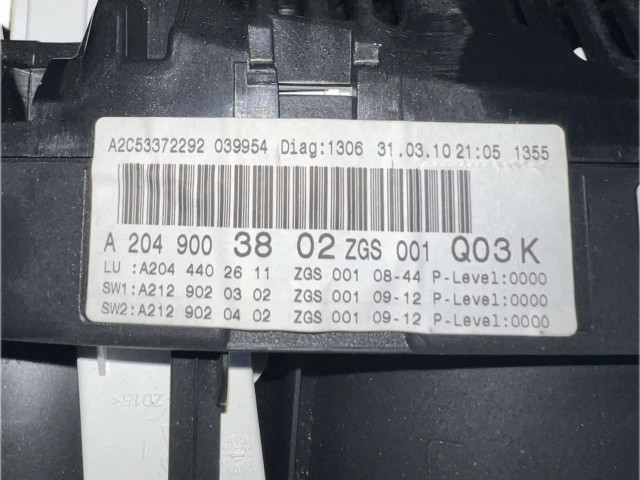 A2C53372292 039954 Diag:1306 31.03.10 21:05 1355
A 204 900 38 02 ZGS 001 Q03 K
LU :A204 440 26 11 ZGS 001 08-44 P-Level:0000
SW1:A212 902 03 02 ZGS 001 09-12 P-Level:0000
SW2:A212 902 04 02 ZGS 001 09-12 P-Level:0000